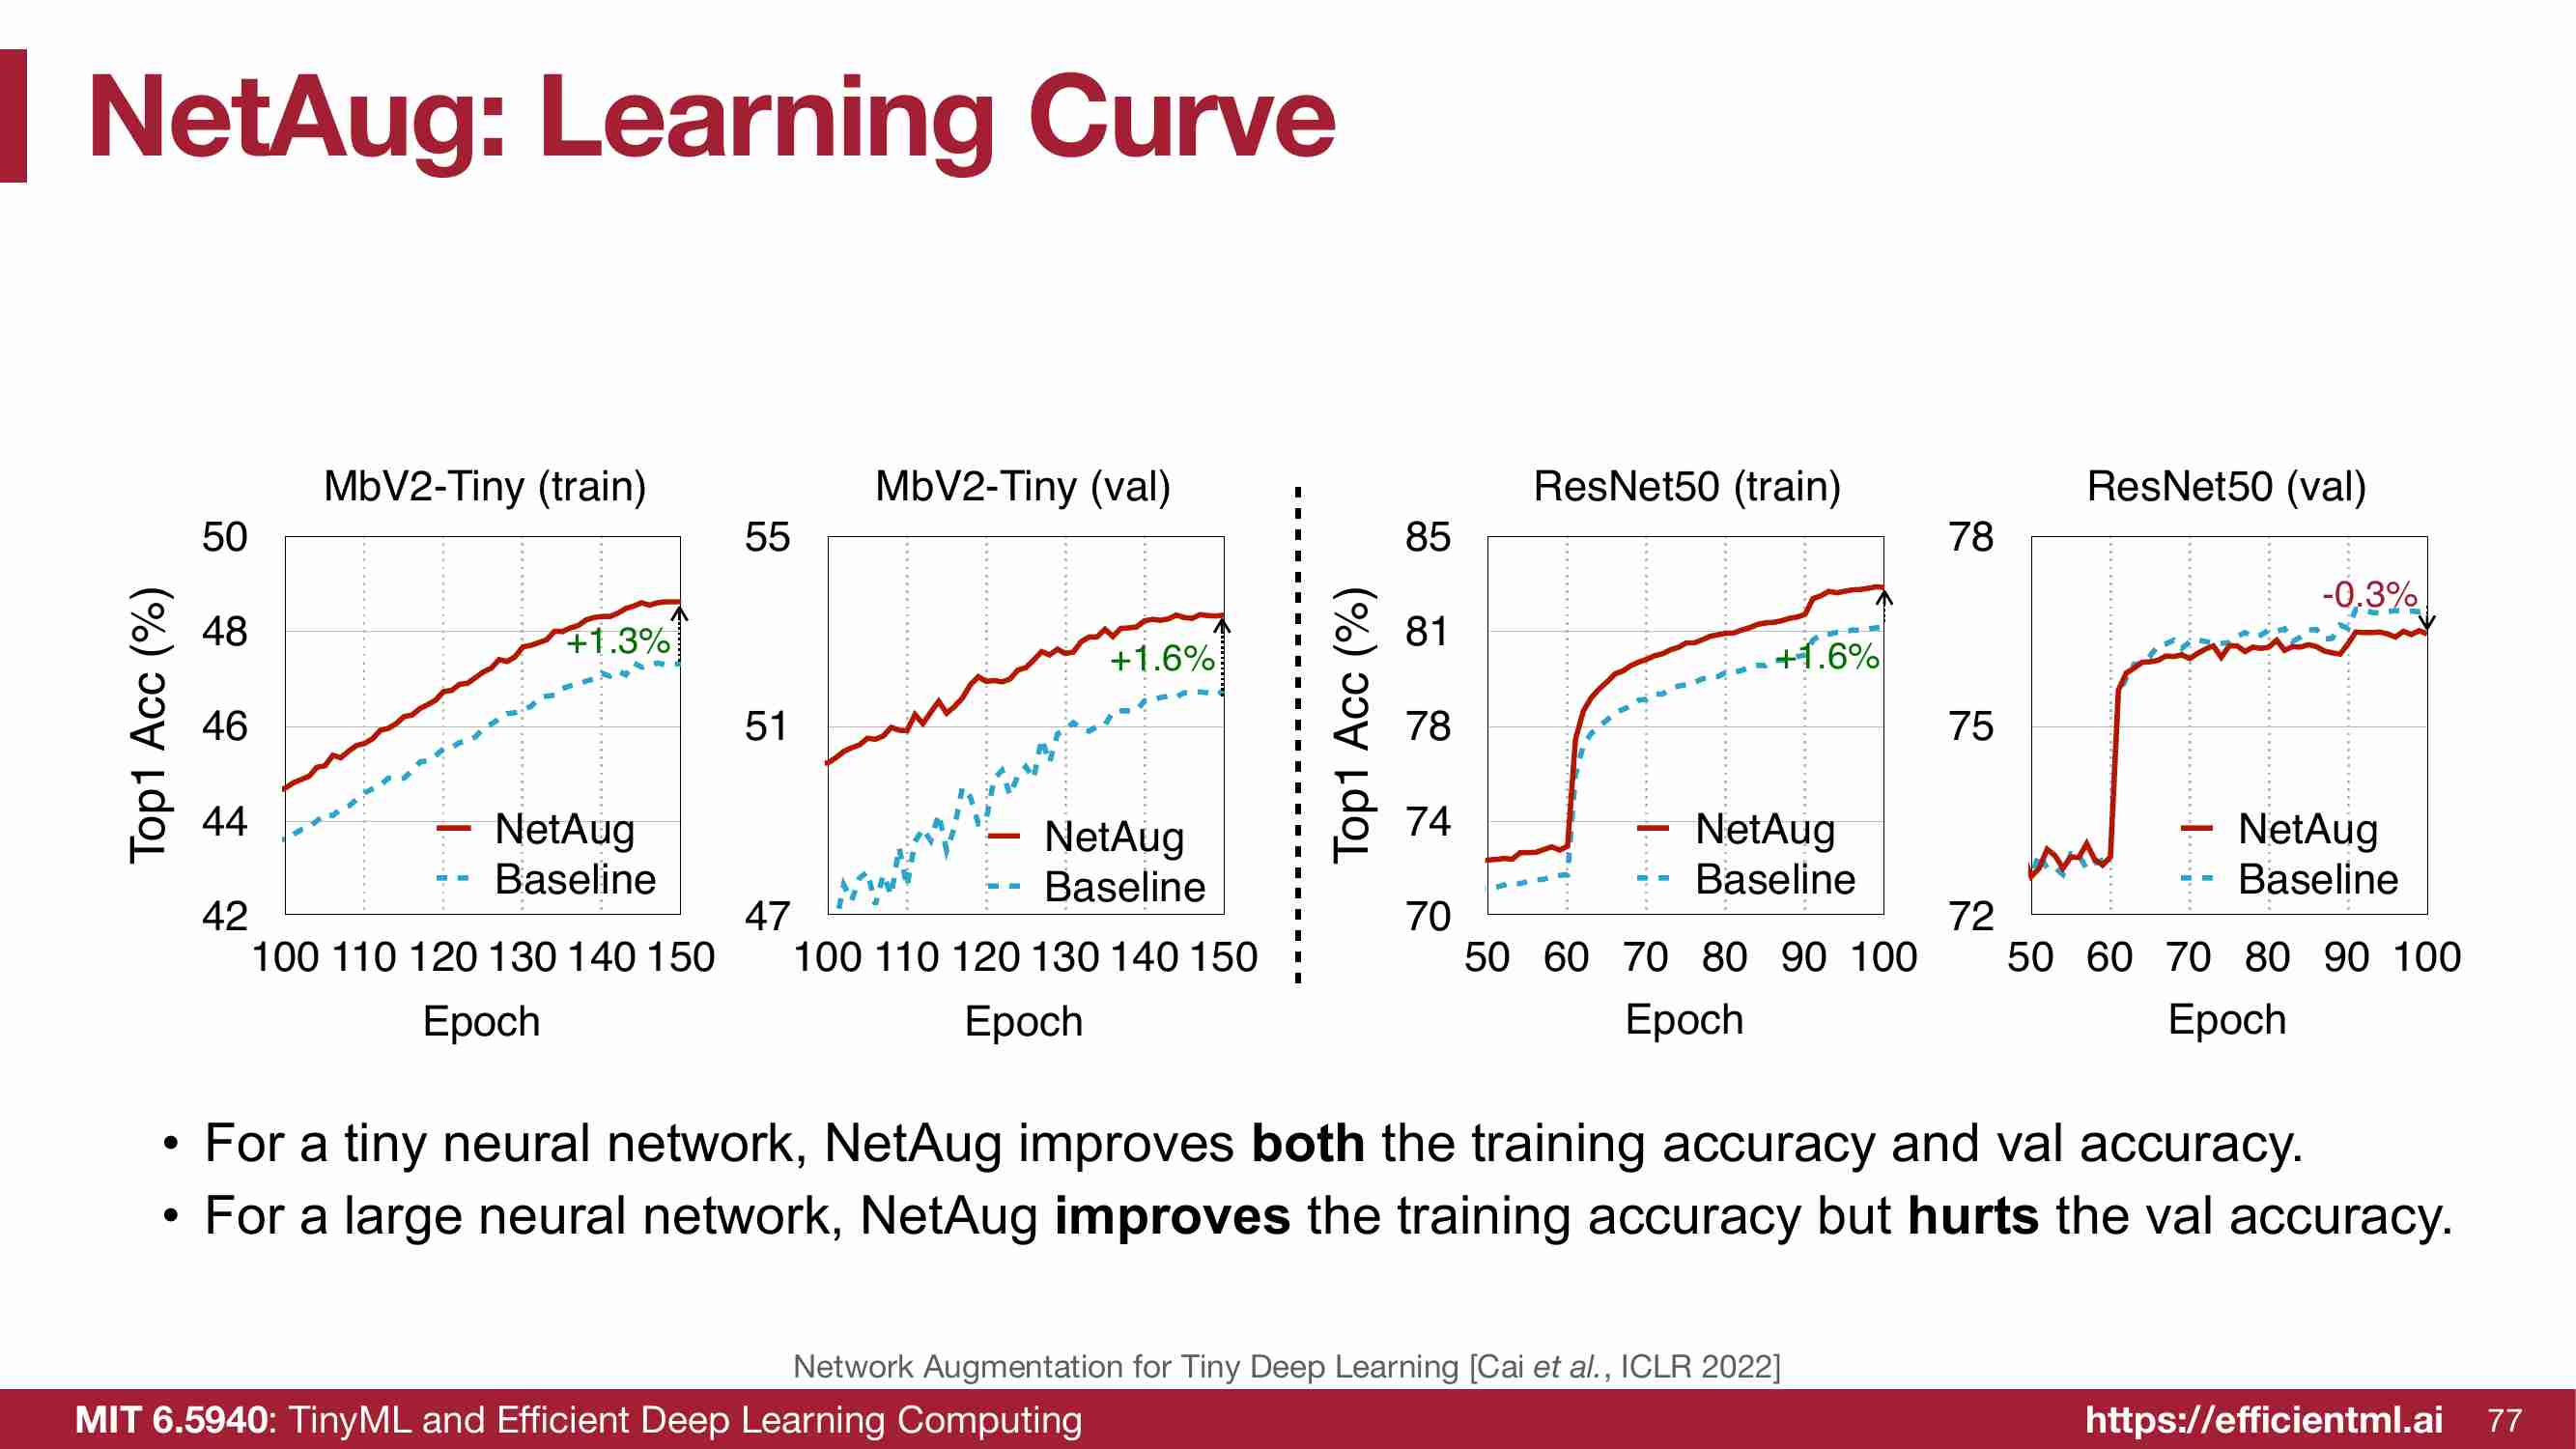 NetAug: Learning Curve
MbV2-Tiny (train)
Top1 Acc (%)
50
48
46
44
42
+1.3%
NetAug
Baseline
100 110 120 130 140 150
Epoch
MbV2-Tiny (val)
55
51
47
+1.6%
NetAug
Baseline
100 110 120 130 140 150
Epoch
ResNet50 (train)
Top1 Acc (%)
85
81
78
74
70
+1.6%
NetAug
Baseline
50 60 70 80 90 100
Epoch
ResNet50 (val)
78
75
72
-0.3%
NetAug
Baseline
50 60 70 80 90 100
Epoch
• For a tiny neural network, NetAug improves both the training accuracy and val accuracy.
• For a large neural network, NetAug improves the training accuracy but hurts the val accuracy.
Network Augmentation for Tiny Deep Learning [Cai et al., ICLR 2022]
MIT 6.5940: TinyML and Efficient Deep Learning Computing
https://efficientml.ai 77